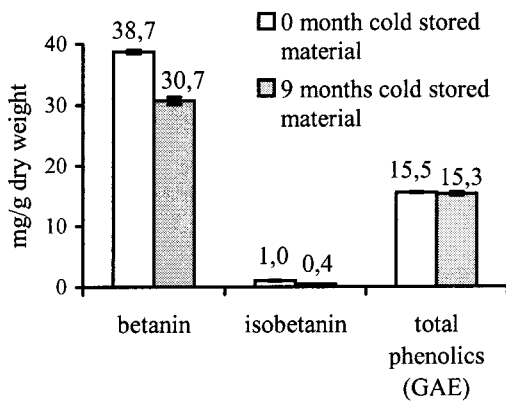 0 month cold stored
material
9 months cold stored
material
mg/g dry weight
40
30
20
10
0
38,7
30,7
1,0
0,4
15,5
15,3
betanin
isobetanin
total
phenolics
(GAE)